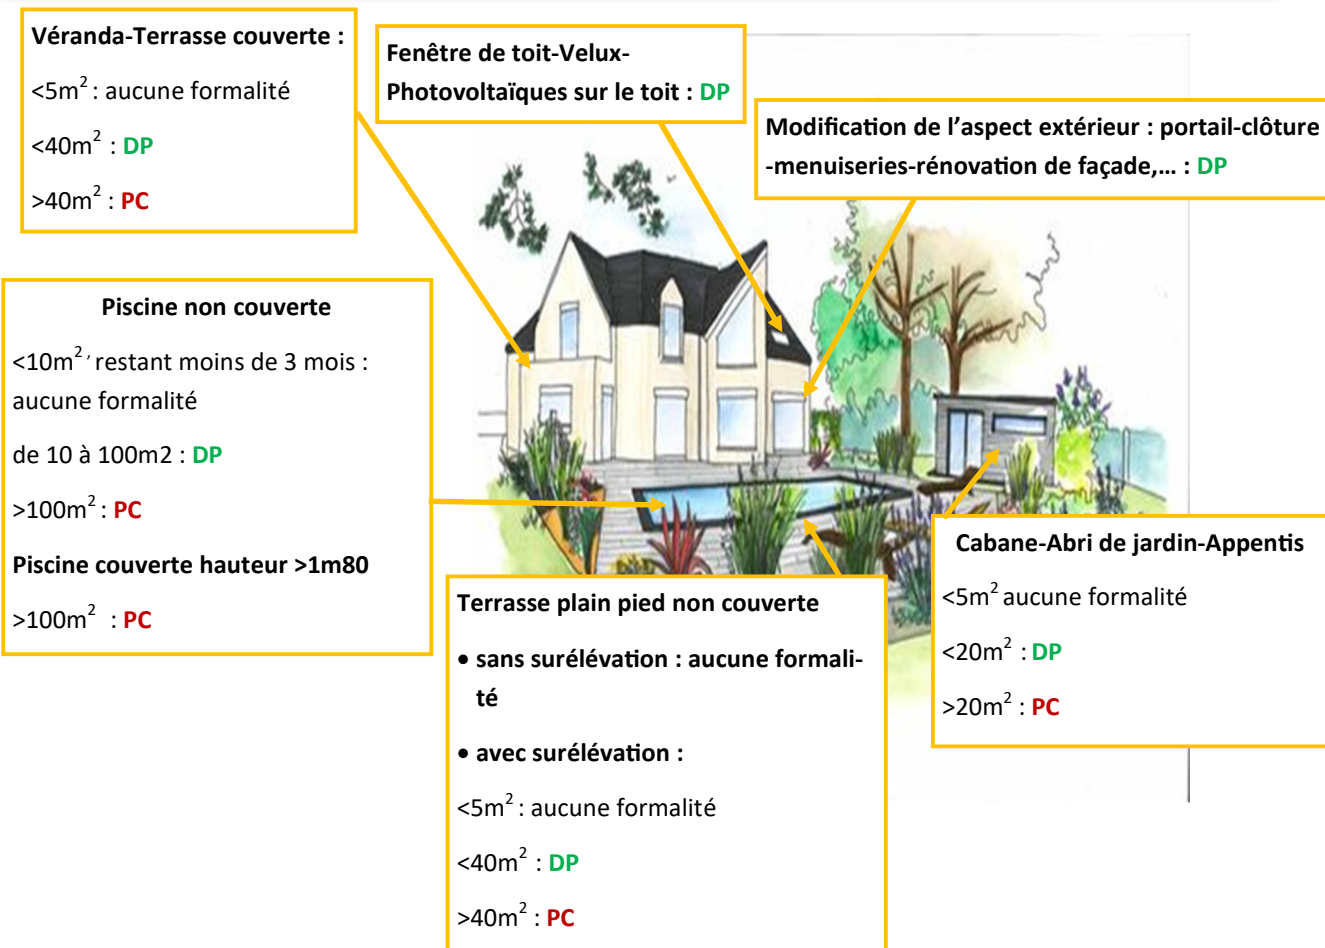 Véranda-Terrasse couverte :
<5m² : aucune formalité
<40m² : DP
>40m² : PC
Fenêtre de toit-Velux-
Photovoltaïques sur le toit : DP
Modification de l'aspect extérieur : portail-clôture
-menuiseries-rénovation de façade,... : DP
Piscine non couverte
<10m², restant moins de 3 mois :
aucune formalité
de 10 à 100m2 : DP
>100m² : PC
Piscine couverte hauteur >1m80
>100m² : PC
Terrasse plain pied non couverte
• sans surélévation : aucune formali-
té
• avec surélévation :
<5m² : aucune formalité
<40m² : DP
>40m² : PC
Cabane-Abri de jardin-Appentis
<5m² aucune formalité
<20m² : DP
>20m² : PC